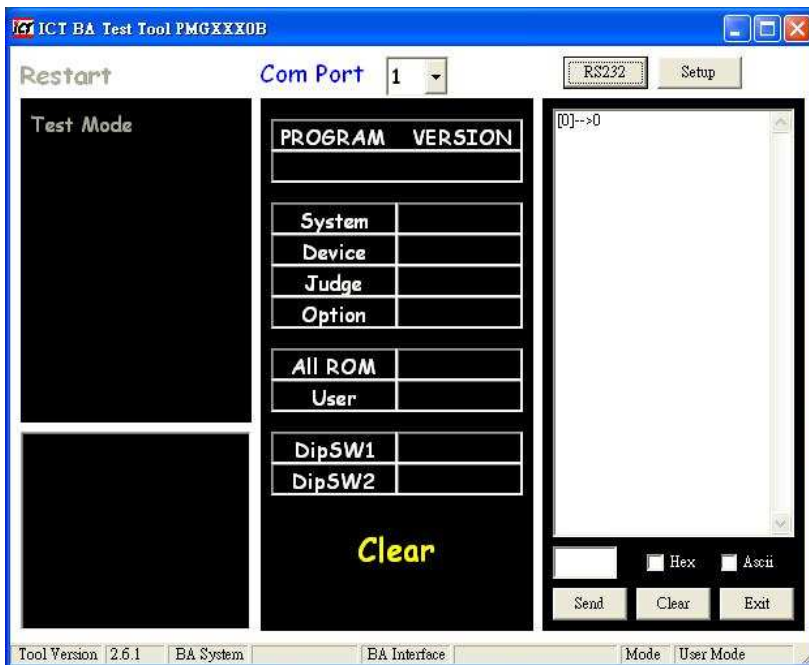 ICT ICT BA Test Tool PMGXXX0B
Restart
Com Port 1
RS232
Setup
Test Mode
PROGRAM VERSION
System
Device
Judge
Option
All ROM
User
DipSW1
DipSW2
Clear
[0]-->0
Hex
Ascii
Send
Clear
Exit
Tool Version 2.6.1 BA System BA Interface Mode User Mode